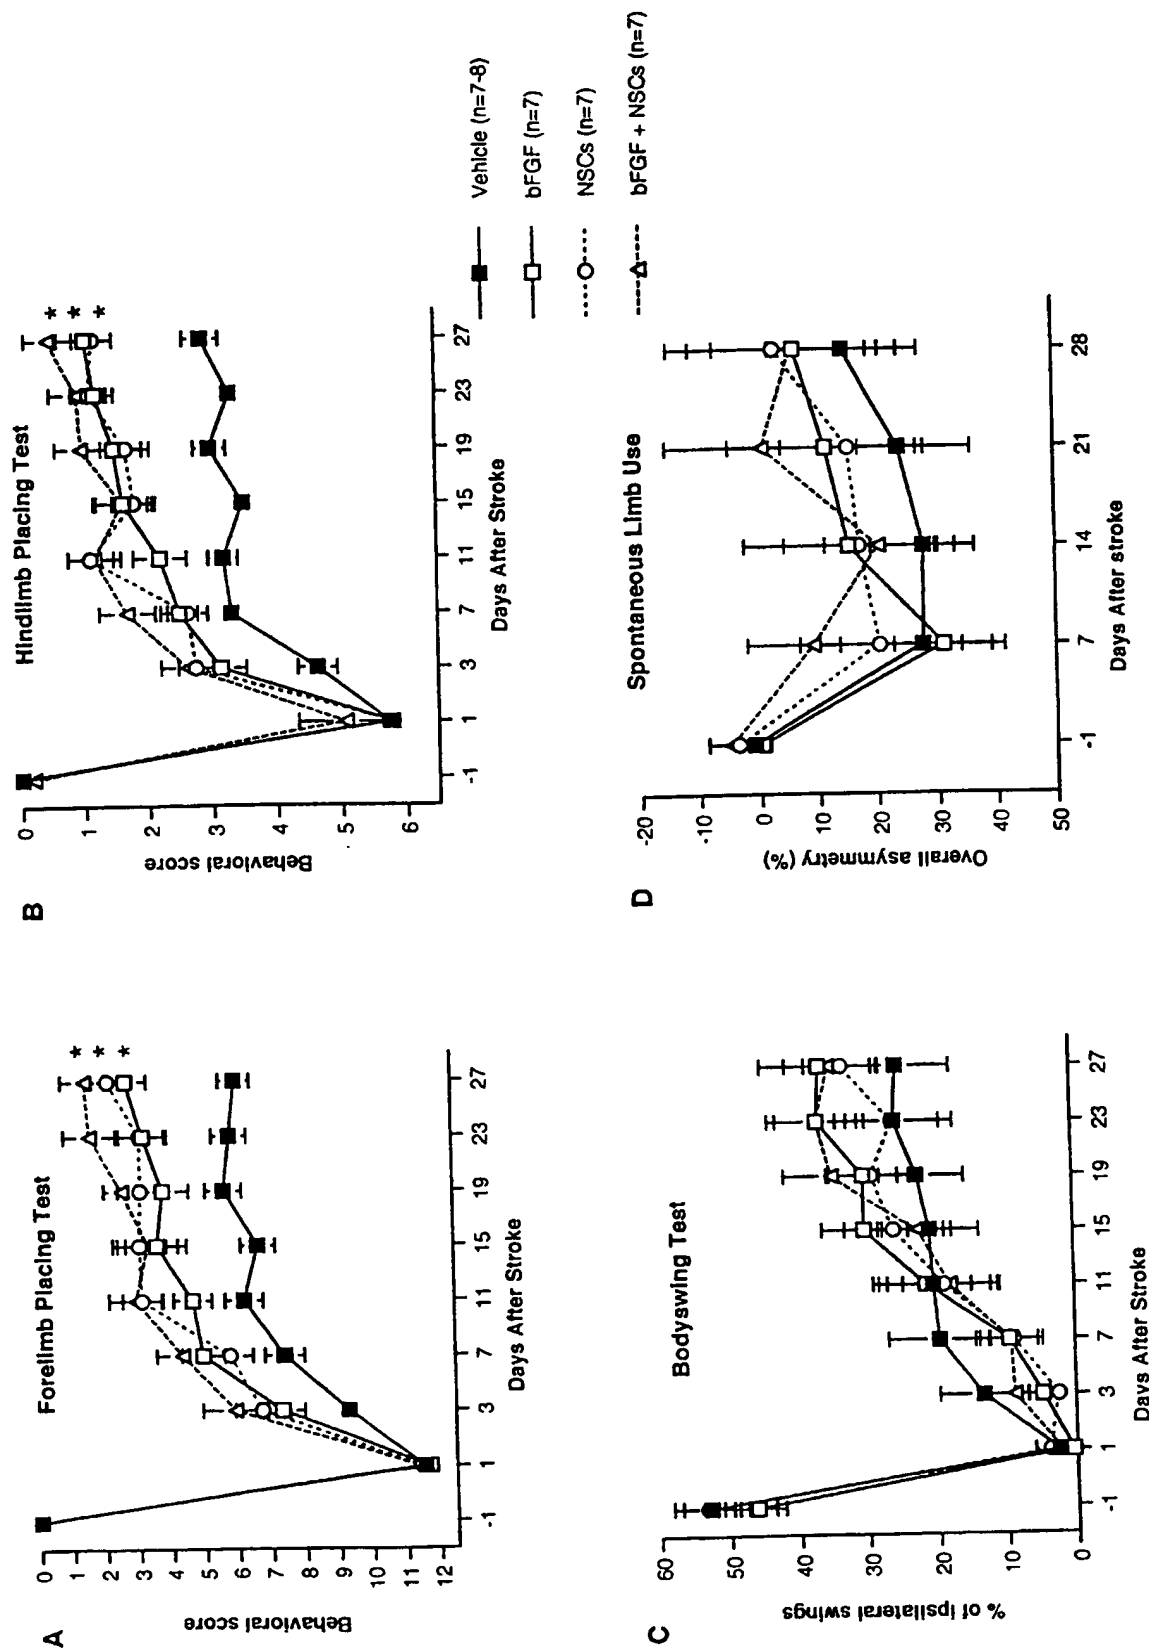 A
Forelimb Placing Test
Behavioral score
0
1
2
3
4
5
6
7
8
9
10
11
12
-1 1 3 7 11 15 19 23 27
Days After Stroke
* * *
B
Hindlimb Placing Test
Behavioral score
0
1
2
3
4
5
6
-1 1 3 7 11 15 19 23 27
Days After Stroke
* * *
Vehicle (n=7-8)
bFGF (n=7)
NSCs (n=7)
bFGF + NSCs (n=7)
C
Bodyswing Test
% of ipsilateral swings
60
50
40
30
20
10
0
-1 1 3 7 11 15 19 23 27
Days After Stroke
D
Spontaneous Limb Use
Overall asymmetry (%)
-20
-10
0
10
20
30
40
50
-1 7 14 21 28
Days After stroke